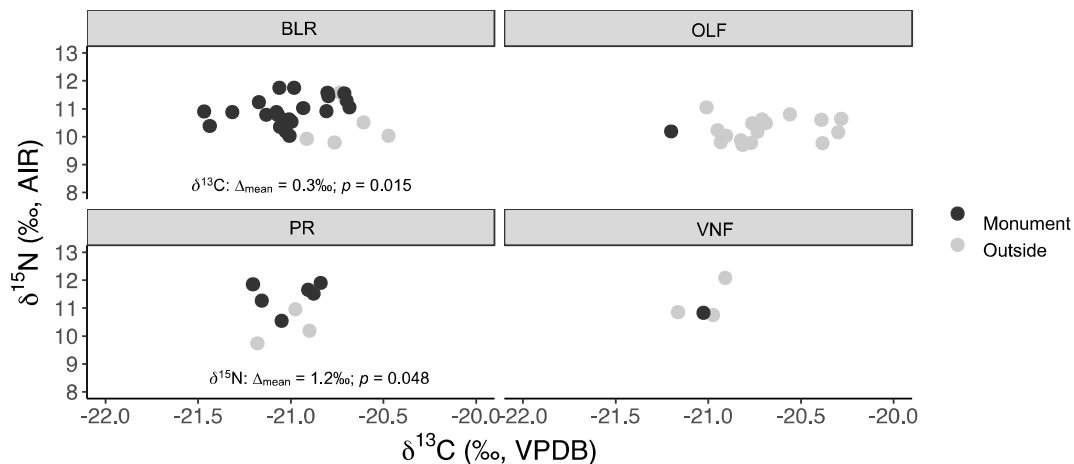 BLR
OLF
13
12
11
10
9
8
δ13C: Δmean = 0.3‰; p = 0.015
PR
VNF
13
12
11
10
9
8
δ15N: Δmean = 1.2‰; p = 0.048
-22.0 -21.5 -21.0 -20.5 -20.0
-22.0 -21.5 -21.0 -20.5 -20.0
δ13C (‰, VPDB)
δ15N (‰, AIR)
Monument
Outside